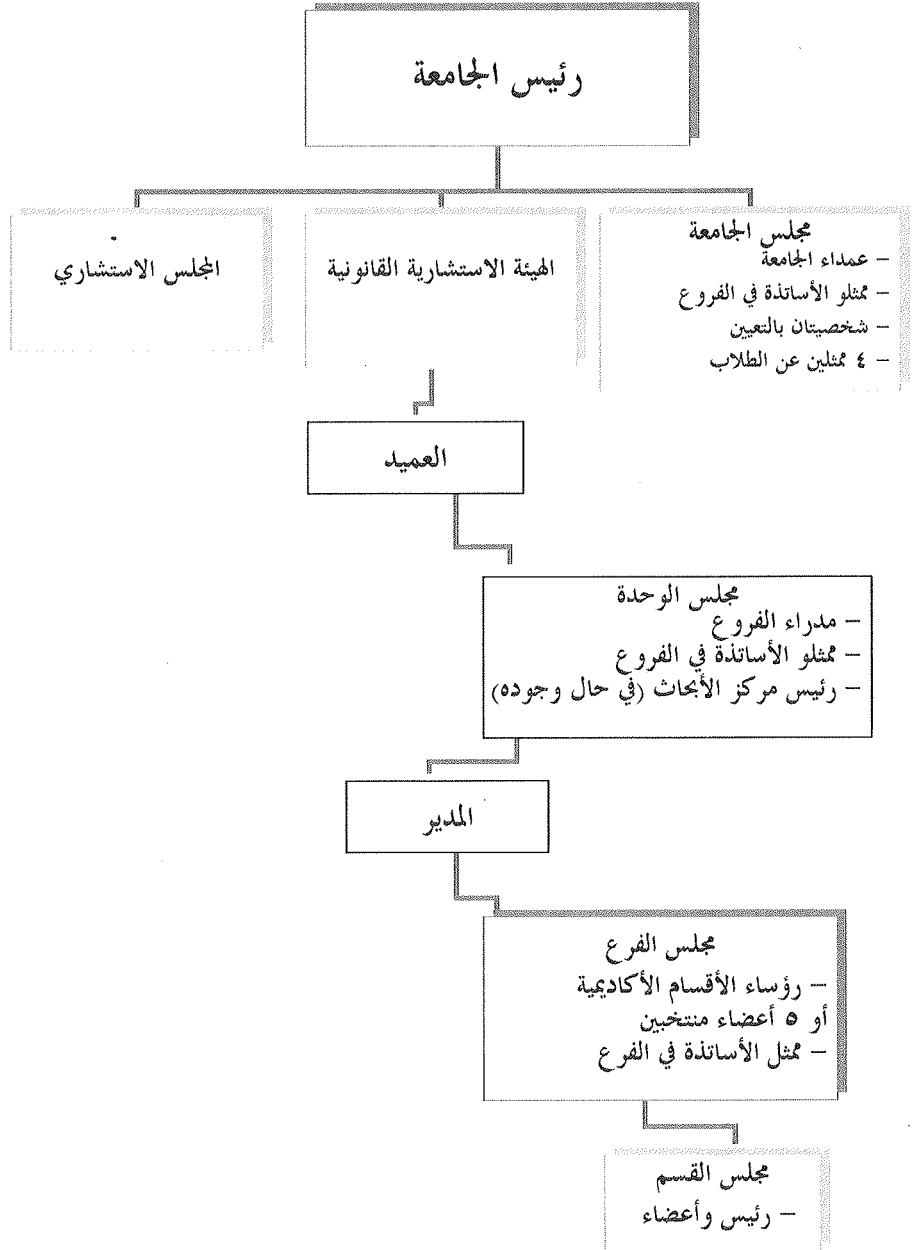 رئيس الجامعة
مجلس الجامعة
– عمداء الجامعة
– ممثلو الأساتذة في الفروع
– شخصيتان بالتعيين
– ٤ ممثلين عن الطلاب
الهيئة الاستشارية القانونية
المجلس الاستشاري
العميد
مجلس الوحدة
– مدراء الفروع
– ممثلو الأساتذة في الفروع
– رئيس مركز الأبحاث (في حال وجوده)
المدير
مجلس الفرع
– رؤساء الأقسام الأكاديمية
أو ٥ أعضاء منتخبين
– ممثل الأساتذة في الفرع
مجلس القسم
– رئيس وأعضاء